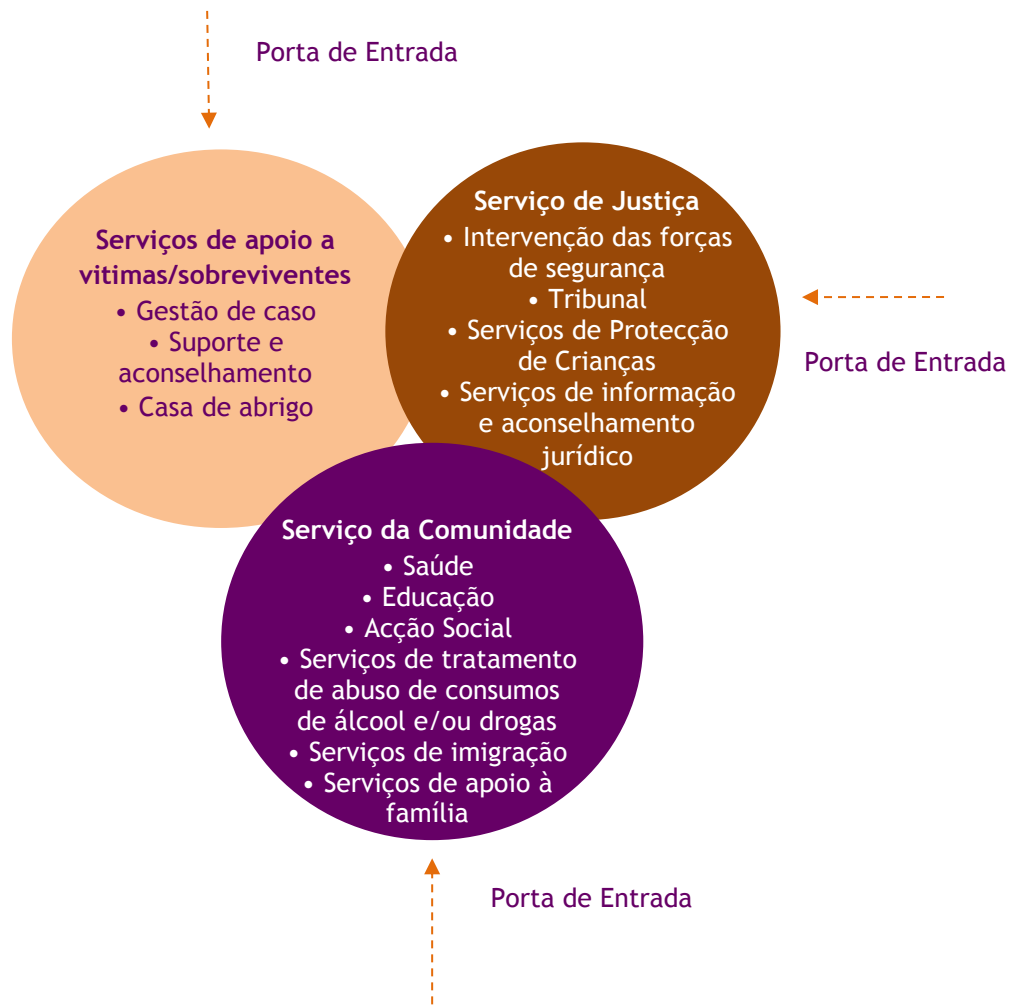 Porta de Entrada
Serviços de apoio a
vitimas/sobreviventes
• Gestão de caso
• Suporte e
aconselhamento
• Casa de abrigo
Serviço de Justiça
• Intervenção das forças
de segurança
• Tribunal
• Serviços de Protecção
de Crianças
• Serviços de informação
e aconselhamento
jurídico
Porta de Entrada
Serviço da Comunidade
• Saúde
• Educação
• Acção Social
• Serviços de tratamento
de abuso de consumos
de álcool e/ou drogas
• Serviços de imigração
• Serviços de apoio à
família
Porta de Entrada